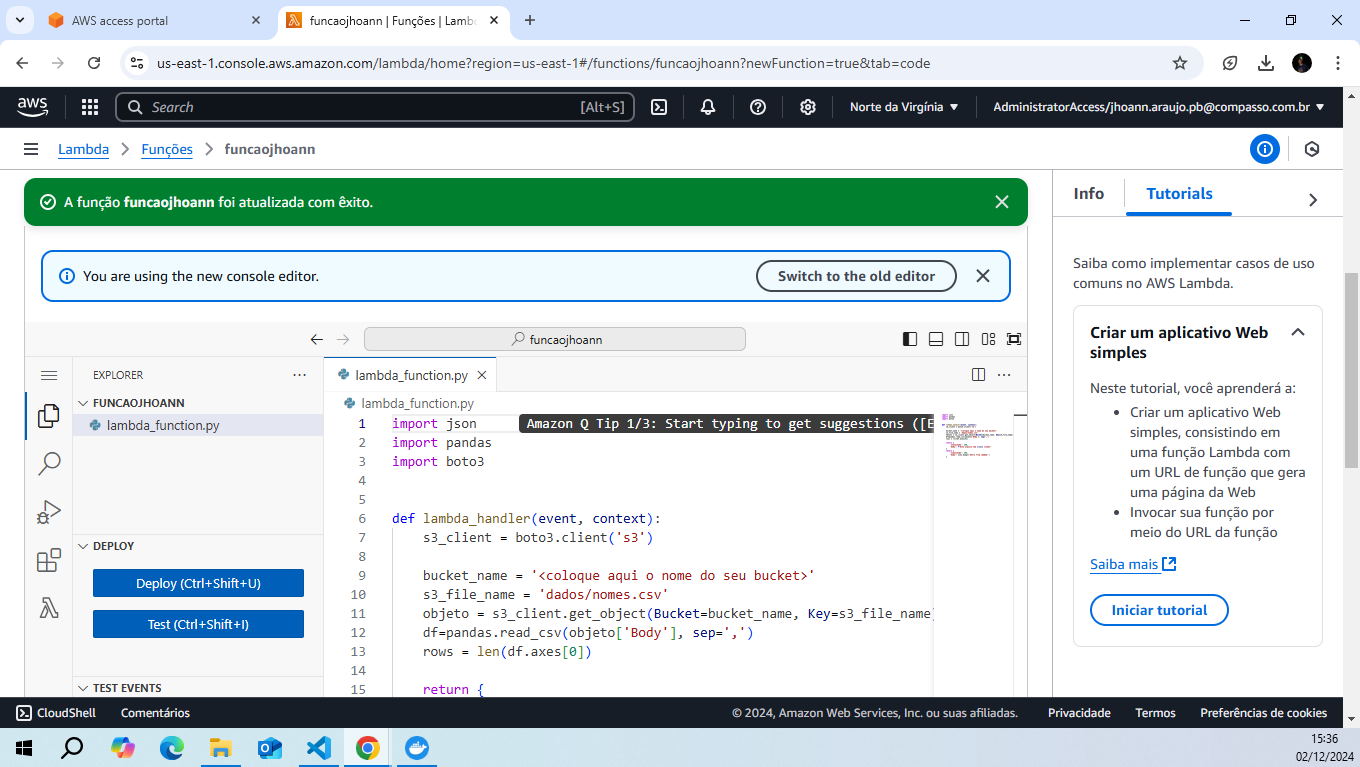 AWS access portal
funcaojhoann | Funções | Lamb
us-east-1.console.aws.amazon.com/lambda/home?region=us-east-1#/functions/funcaojhoann?newFunction=true&tab=code
aws
Search
[Alt+S]
Norte da Virgínia
AdministratorAccess/jhoann.araujo.pb@compasso.com.br
Lambda
Funções
funcaojhoann
A função funcaojhoann foi atualizada com êxito.
You are using the new console editor.
Switch to the old editor
funcaojhoann
EXPLORER
FUNCAOJHOANN
lambda_function.py
DEPLOY
Deploy (Ctrl+Shift+U)
Test (Ctrl+Shift+I)
TEST EVENTS
lambda_function.py
lambda_function.py
1 import json
Amazon Q Tip 1/3: Start typing to get suggestions ([E
2 import pandas
3 import boto3
4
5
6 def lambda_handler(event, context):
7 s3_client = boto3.client('s3')
8
9 bucket_name = '<coloque aqui o nome do seu bucket>'
10 s3_file_name = 'dados/nomes.csv'
11 objeto = s3_client.get_object(Bucket=bucket_name, Key=s3_file_name)
12 df=pandas.read_csv(objeto['Body'], sep=',')
13 rows = len(df.axes[0])
14
15 return {
Info
Tutorials
Saiba como implementar casos de uso
comuns no AWS Lambda.
Criar um aplicativo Web
simples
Neste tutorial, você aprenderá a:
• Criar um aplicativo Web
simples, consistindo em
uma função Lambda com
um URL de função que gera
uma página da Web
• Invocar sua função por
meio do URL da função
Saiba mais
Iniciar tutorial
CloudShell
Comentários
© 2024, Amazon Web Services, Inc. ou suas afiliadas.
Privacidade
Termos
Preferências de cookies
15:36
02/12/2024